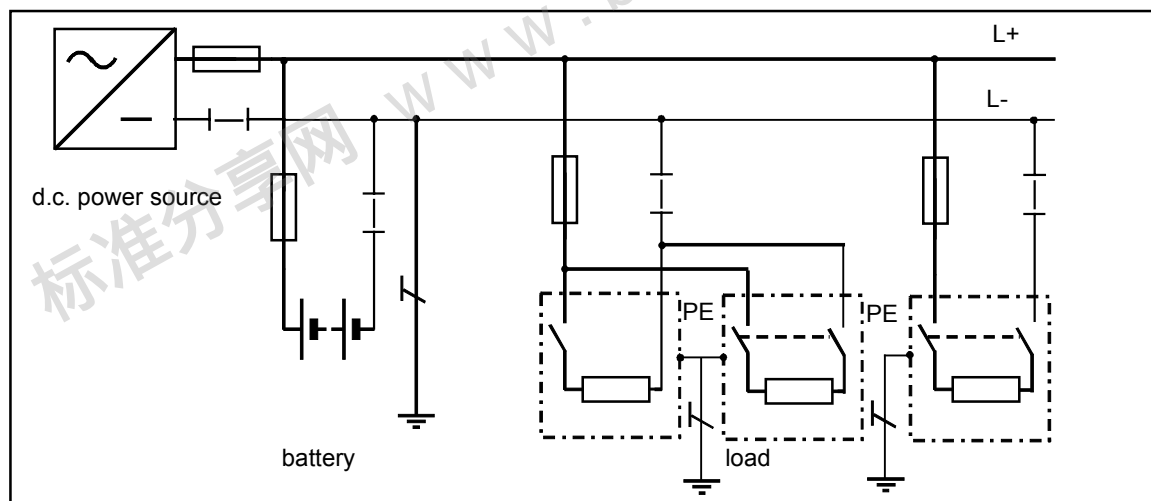 L+
L-
d.c. power source
PE
PE
battery
load
标准分享网 w w w . b